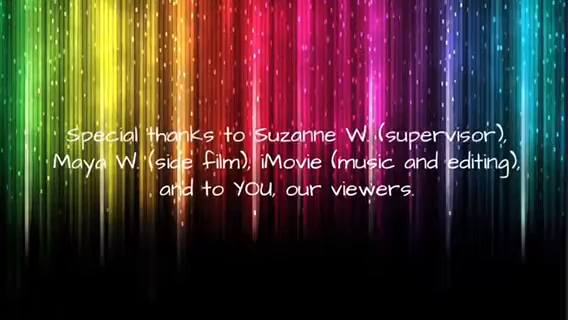 Special thanks to Suzanne W. (supervisor),
Maya W. (side film), iMovie (music and editing),
and to YOU, our viewers.